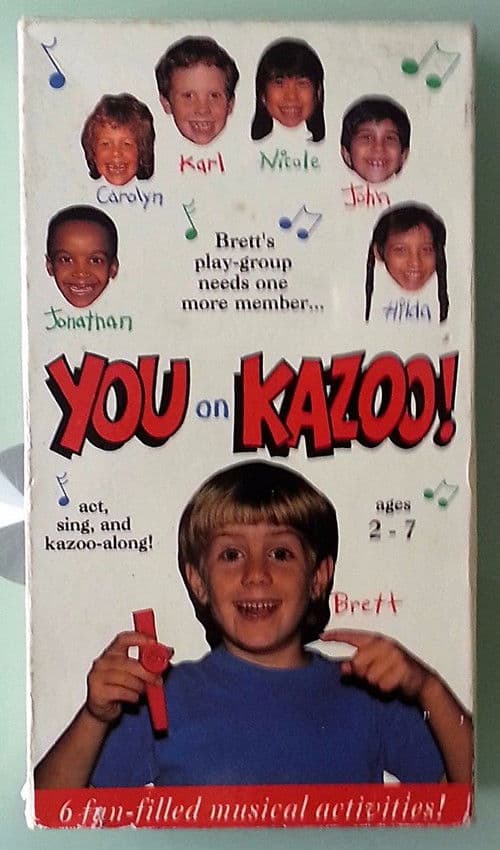 Carolyn
Karl
Nicole
John
Jonathan
Hilda
Brett's
play-group
needs one
more member...
YOU on KAZOO!
act,
sing, and
kazoo-along!
ages
2 - 7
Brett
6 fun-filled musical activities!